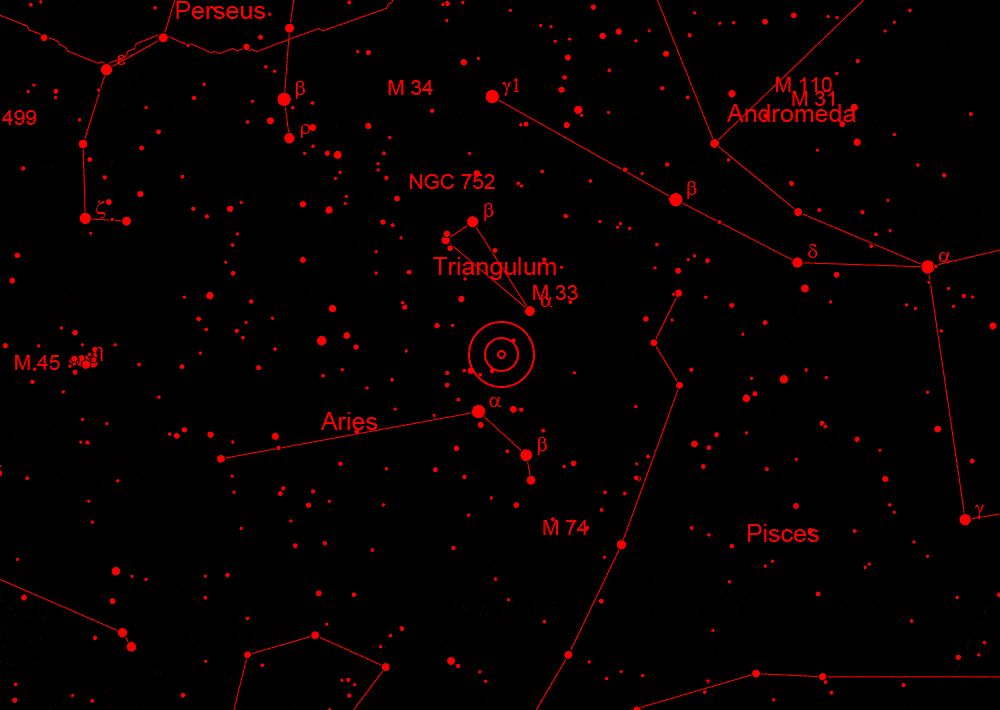 Perseus
ε
β
M 34
γ1
M 110
M 31
499
Andromeda
ρ
NGC 752
β
ζ
β
δ
α
Triangulum
M 33
α
M 45
η
α
Aries
β
γ
M 74
Pisces